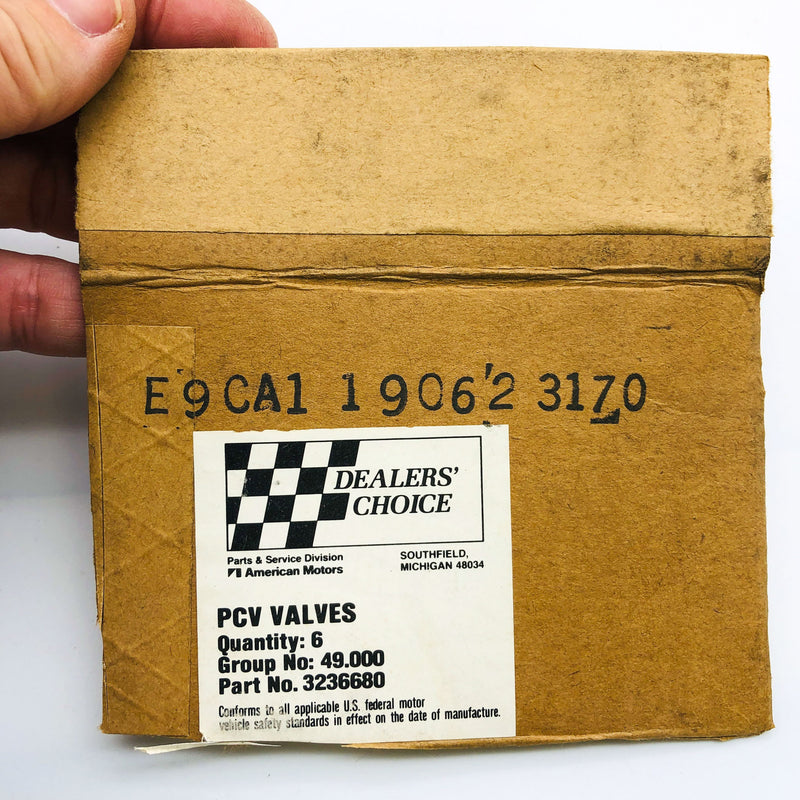 E9CA1 1906'2 3170
DEALERS'
CHOICE
Parts & Service Division
American Motors
SOUTHFIELD,
MICHIGAN 48034
PCV VALVES
Quantity: 6
Group No: 49.000
Part No. 3236680
Conforms to all applicable U.S. federal motor
vehicle safety standards in effect on the date of manufacture.